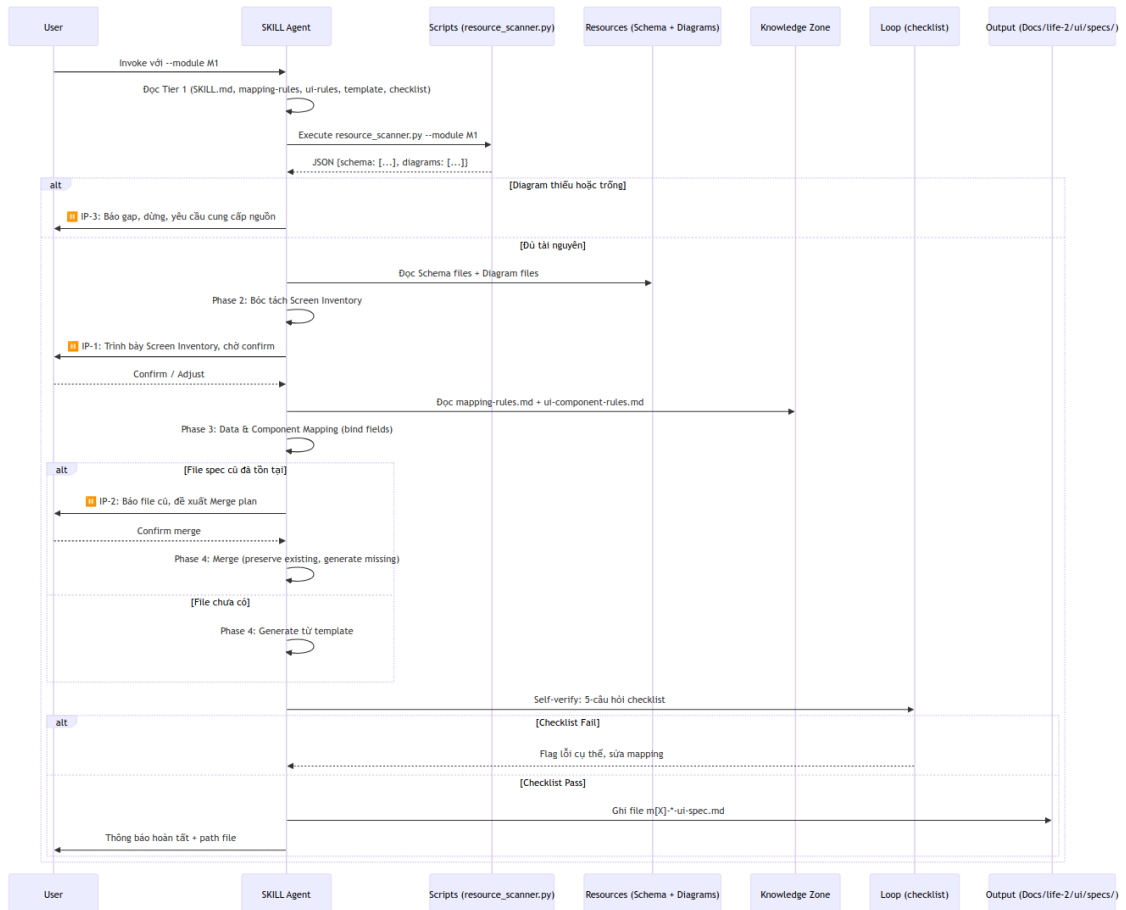 User
SKILL Agent
Scripts (resource_scanner.py)
Resources (Schema + Diagrams)
Knowledge Zone
Loop (checklist)
Output (Docs/life-2/ui/specs/)
Invoke với --module M1
Đọc Tier 1 (SKILL.md, mapping-rules, ui-rules, template, checklist)
Execute resource_scanner.py --module M1
JSON {schema: [...], diagrams: [...]}
alt
[Diagram thiếu hoặc trống]
⏸️ IP-3: Báo gap, dừng, yêu cầu cung cấp nguồn
[Đủ tài nguyên]
Đọc Schema files + Diagram files
Phase 2: Bóc tách Screen Inventory
⏸️ IP-1: Trình bày Screen Inventory, chờ confirm
Confirm / Adjust
Đọc mapping-rules.md + ui-component-rules.md
Phase 3: Data & Component Mapping (bind fields)
alt
[File spec cũ đã tồn tại]
⏸️ IP-2: Báo file cũ, đề xuất Merge plan
Confirm merge
Phase 4: Merge (preserve existing, generate missing)
[File chưa có]
Phase 4: Generate từ template
Self-verify: 5-câu hỏi checklist
alt
[Checklist Fail]
Flag lỗi cụ thể, sửa mapping
[Checklist Pass]
Ghi file m[X]-*-ui-spec.md
Thông báo hoàn tất + path file
User
SKILL Agent
Scripts (resource_scanner.py)
Resources (Schema + Diagrams)
Knowledge Zone
Loop (checklist)
Output (Docs/life-2/ui/specs/)